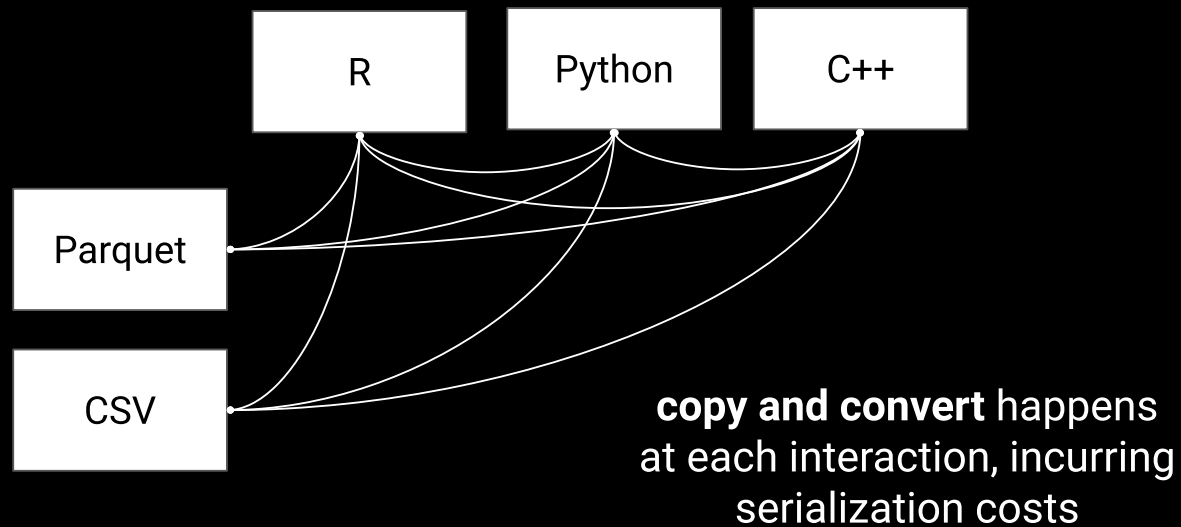 R
Python
C++
Parquet
CSV
copy and convert happens
at each interaction, incurring
serialization costs